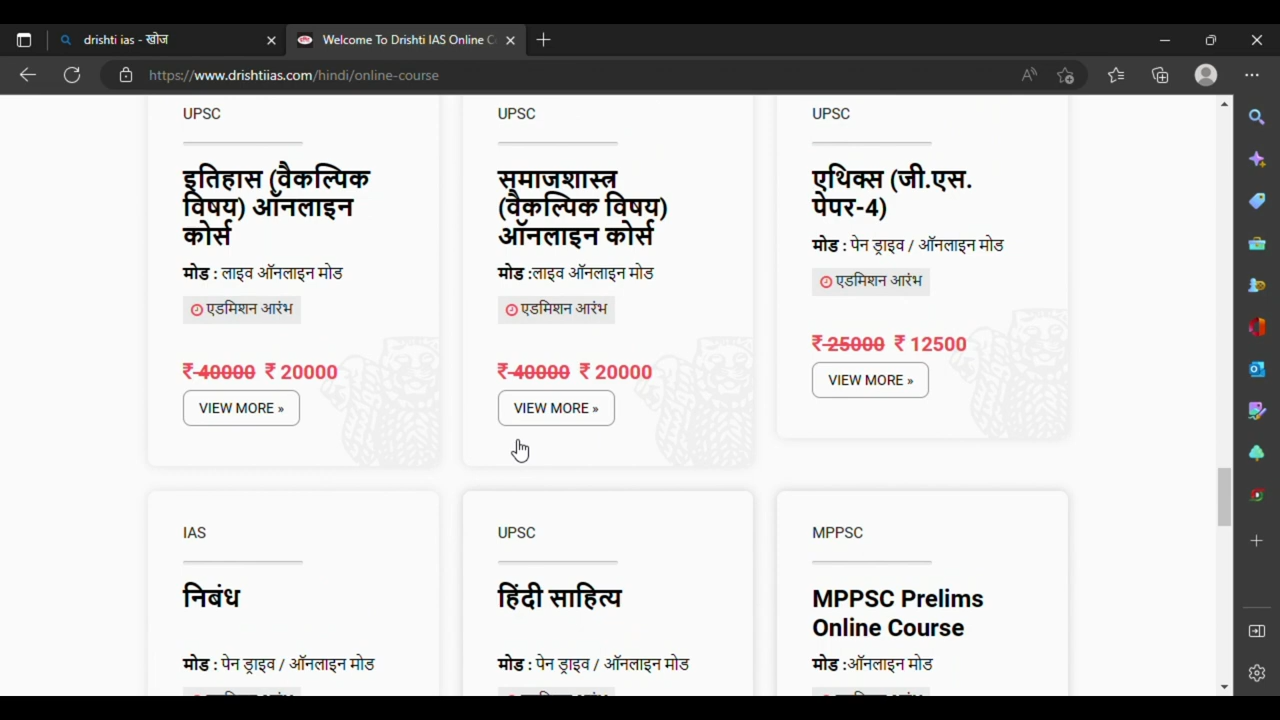 drishti ias - खोज
Welcome To Drishti IAS Online C
https://www.drishtiias.com/hindi/online-course
UPSC
इतिहास (वैकल्पिक
विषय) ऑनलाइन
कोर्स
मोड : लाइव ऑनलाइन मोड
एडमिशन आरंभ
₹ 40000 ₹ 20000
VIEW MORE »
UPSC
समाजशास्त्र
(वैकल्पिक विषय)
ऑनलाइन कोर्स
मोड :लाइव ऑनलाइन मोड
एडमिशन आरंभ
₹ 40000 ₹ 20000
VIEW MORE »
UPSC
एथिक्स (जी.एस.
पेपर-4)
मोड : पेन ड्राइव / ऑनलाइन मोड
एडमिशन आरंभ
₹ 25000 ₹ 12500
VIEW MORE »
IAS
निबंध
मोड : पेन ड्राइव / ऑनलाइन मोड
UPSC
हिंदी साहित्य
मोड : पेन ड्राइव / ऑनलाइन मोड
MPPSC
MPPSC Prelims
Online Course
मोड :ऑनलाइन मोड